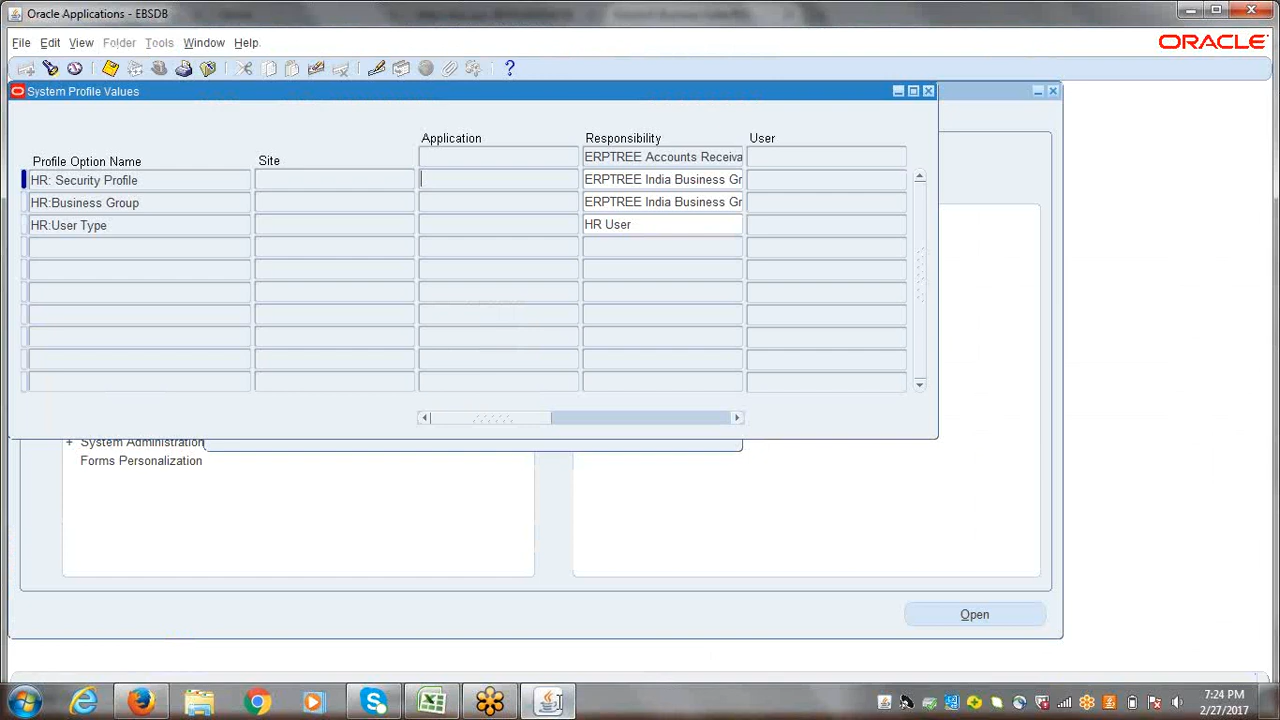 Oracle Applications - EBSDB
File Edit View Folder Tools Window Help
ORACLE
System Profile Values
Application Responsibility User
Profile Option Name Site
ERPTREE Accounts Receiva
HR: Security Profile ERPTREE India Business Gr
HR:Business Group ERPTREE India Business Gr
HR:User Type HR User
+ System Administration
Forms Personalization
Open
7:24 PM
2/27/2017